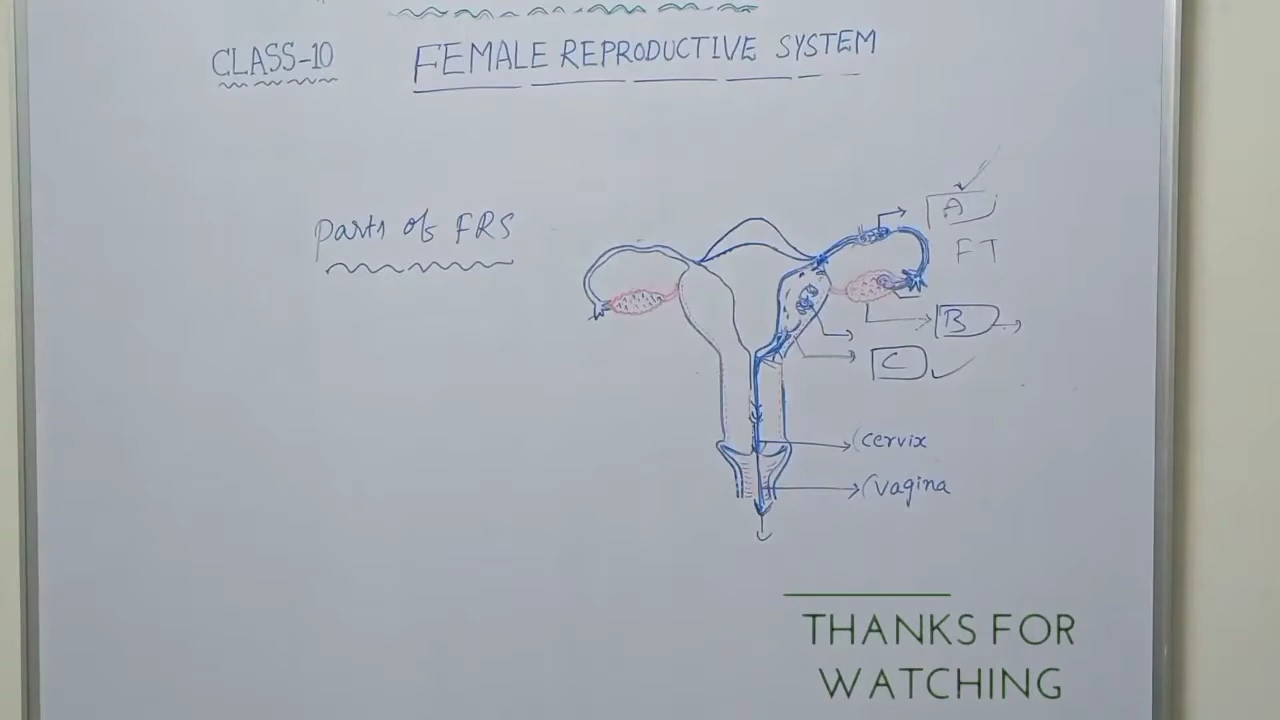 CLASS-10
FEMALE REPRODUCTIVE SYSTEM
parts of FRS
A
FT
B
C
cervix
vagina
THANKS FOR
WATCHING